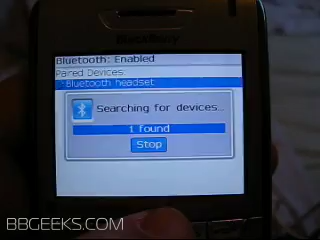 BlackBerry
Bluetooth: Enabled
Paired Devices
Bluetooth headset
Searching for devices...
1 found
Stop
BBGEEKS.COM